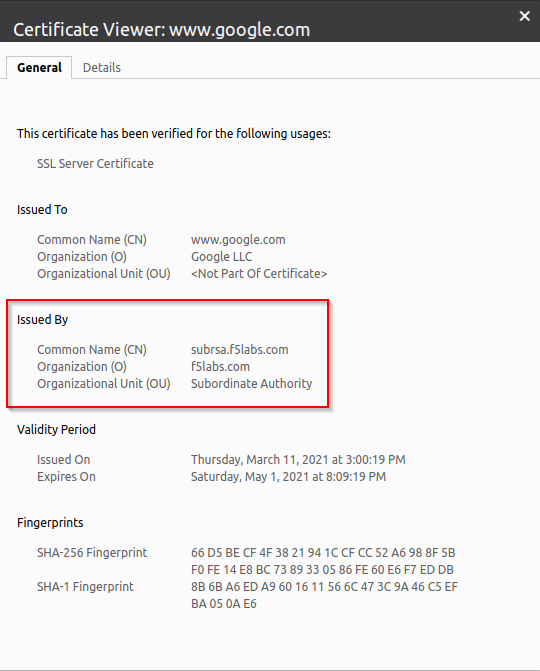 Certificate Viewer: www.google.com
×
General Details
This certificate has been verified for the following usages:
SSL Server Certificate
Issued To
Common Name (CN) www.google.com
Organization (O) Google LLC
Organizational Unit (OU) <Not Part Of Certificate>
Issued By
Common Name (CN) subrsa.f5labs.com
Organization (O) f5labs.com
Organizational Unit (OU) Subordinate Authority
Validity Period
Issued On Thursday, March 11, 2021 at 3:00:19 PM
Expires On Saturday, May 1, 2021 at 8:09:19 PM
Fingerprints
SHA-256 Fingerprint 66 D5 BE CF 4F 38 21 94 1C CF CC 52 A6 98 8F 5B
F0 FE 14 E8 BC 73 89 33 05 86 FE 60 E6 F7 ED DB
SHA-1 Fingerprint 8B 6B A6 ED A9 60 16 11 56 6C 47 3C 9A 46 C5 EF
BA 05 0A E6